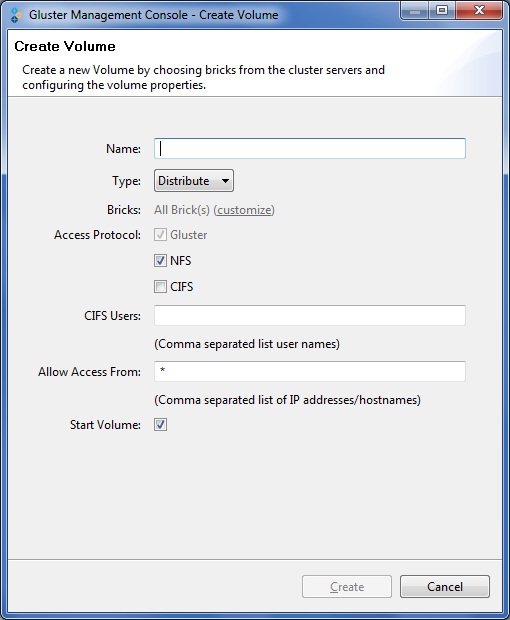 Gluster Management Console - Create Volume
Create Volume
Create a new Volume by choosing bricks from the cluster servers and
configuring the volume properties.
Name:
Type: Distribute
Bricks: All Brick(s) (customize)
Access Protocol: Gluster
NFS
CIFS
CIFS Users:
(Comma separated list user names)
Allow Access From: *
(Comma separated list of IP addresses/hostnames)
Start Volume:
Create Cancel